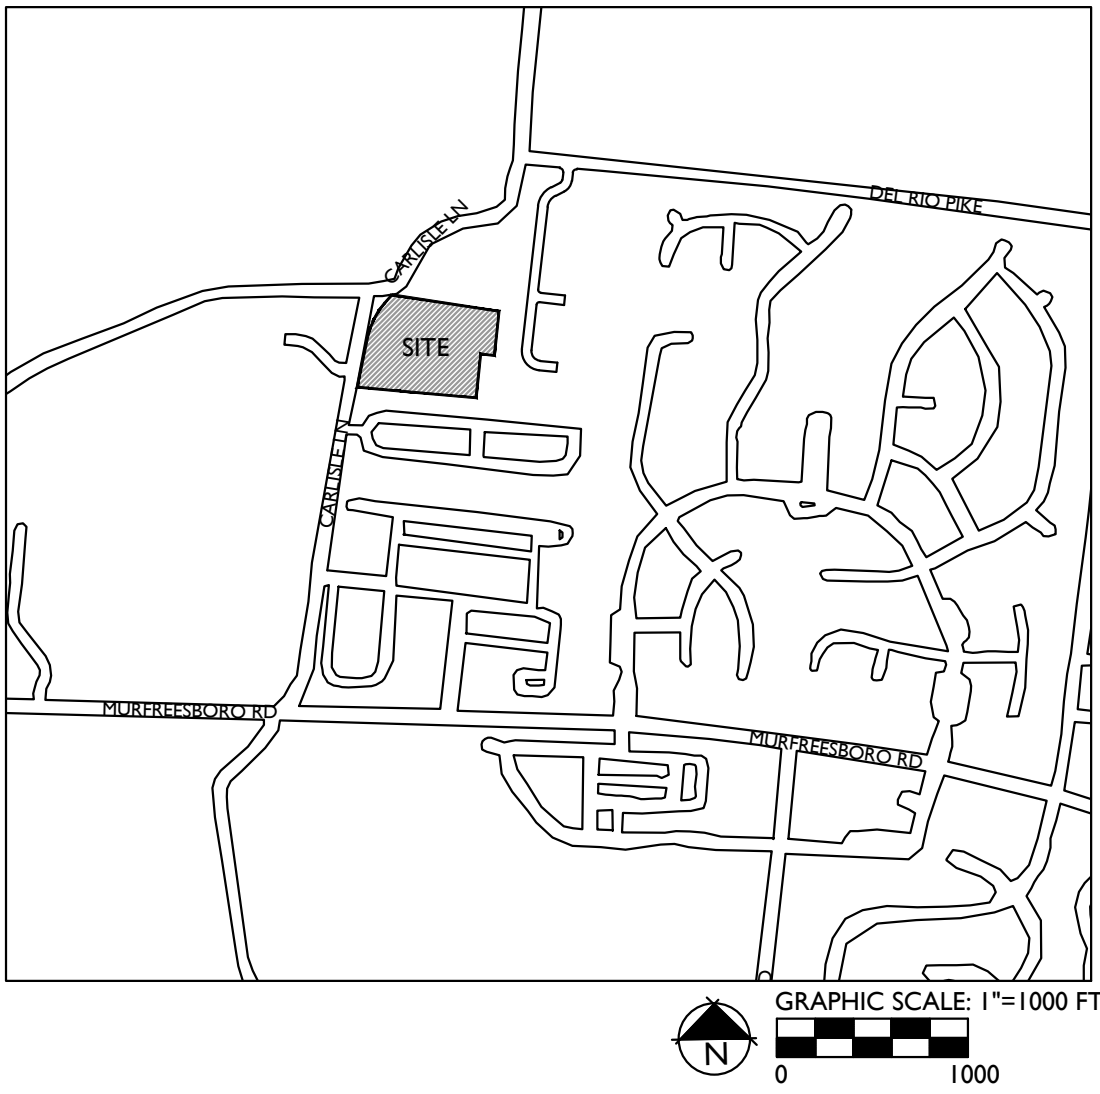 DEL RIO PIKE
CARLISLE LN
SITE
CARLISLE LN
MURFREESBORO RD
MURFREESBORO RD
GRAPHIC SCALE: 1"=1000 FT
N
0 1000